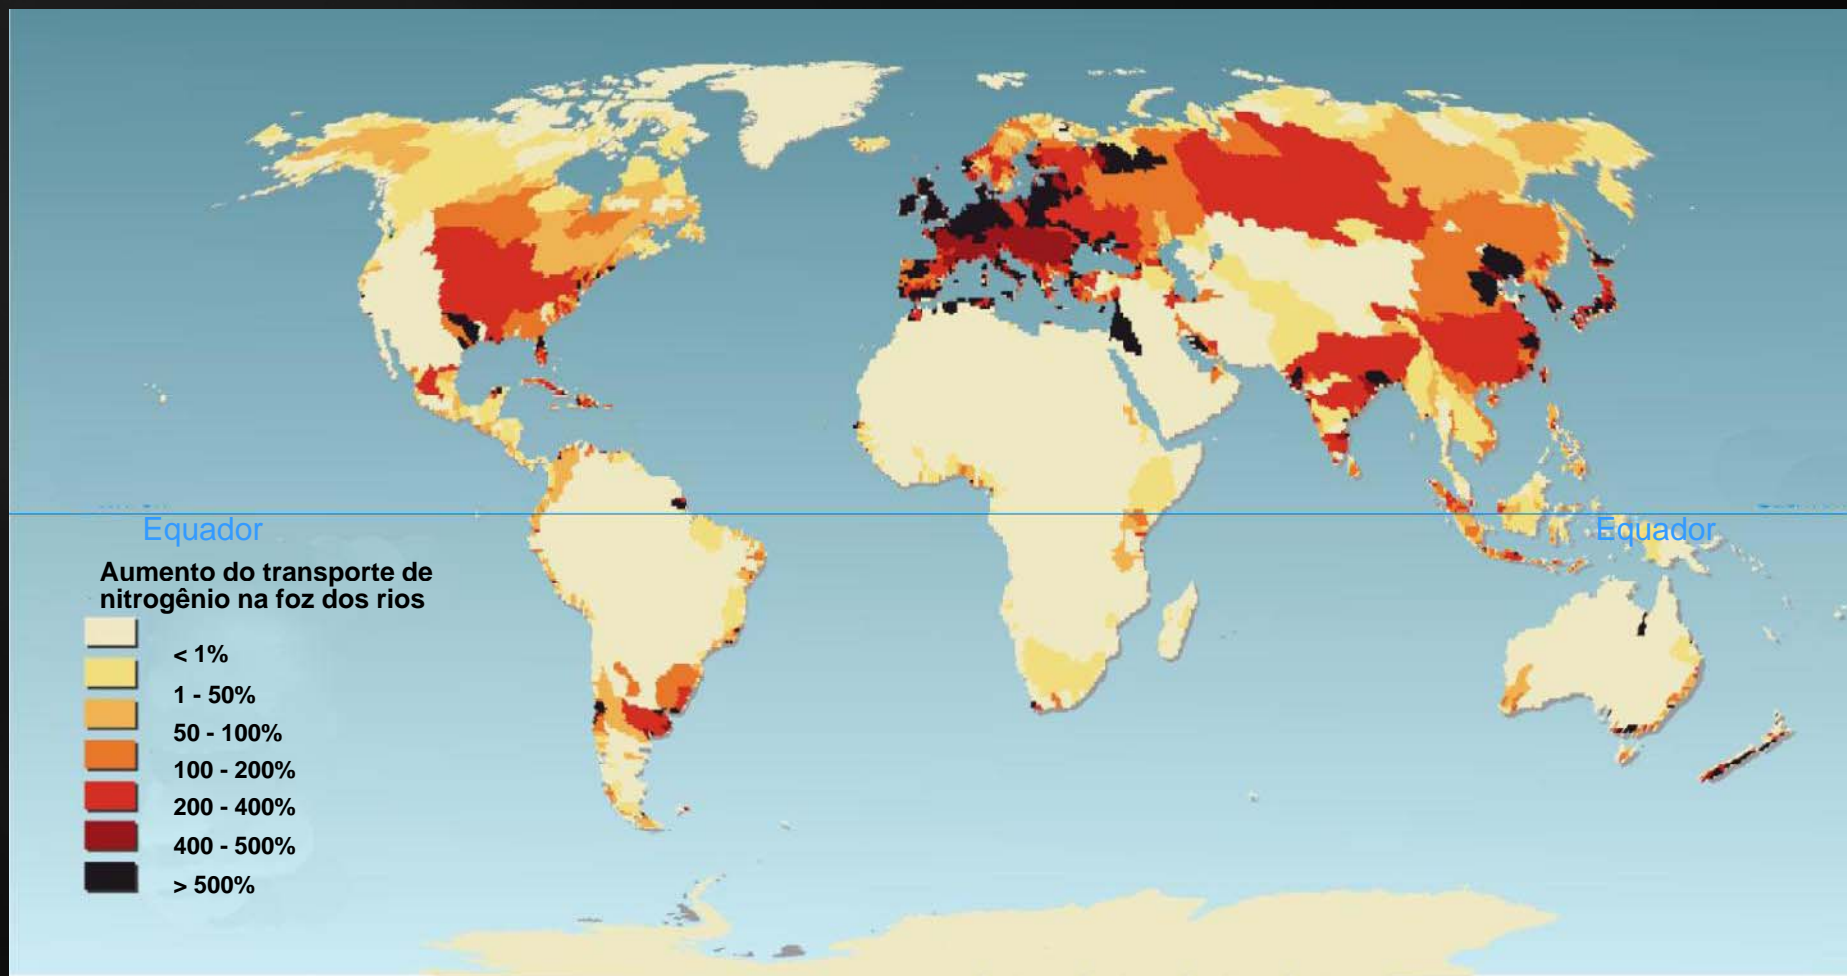 Equador
Equador
Aumento do transporte de
nitrogênio na foz dos rios
< 1%
1 - 50%
50 - 100%
100 - 200%
200 - 400%
400 - 500%
> 500%